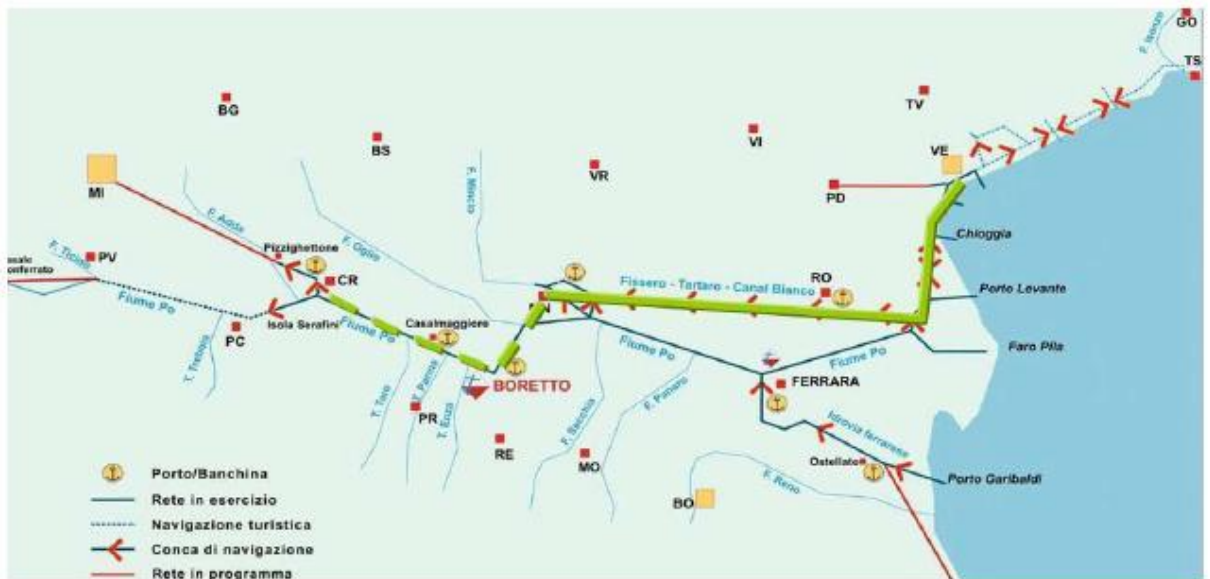 GO
F. Isonzo
TS
TV
BG
VE
VI
BS
VR
MI
F. Mincio
PD
F. Adda
F. Oglio
Chioggia
Pizzighettone
PV
F. Ticino
CR
Fissero - Tartaro - Canal Bianco
RO
Porto Levante
Fiume Po
Isola Serafini
Fiume Po
Casalmaggiore
PC
Fiume Po
Fiume Po
Faro Pila
T. Trebbia
BORETTO
FERRARA
T. Taro
T. Parma
T. Enza
PR
F. Secchia
F. Panaro
Idrovia ferrarese
RE
MO
Ostellato
Porto Garibaldi
BO
F. Reno
Porto/Banchina
Rete in esercizio
Navigazione turistica
Conca di navigazione
Rete in programma